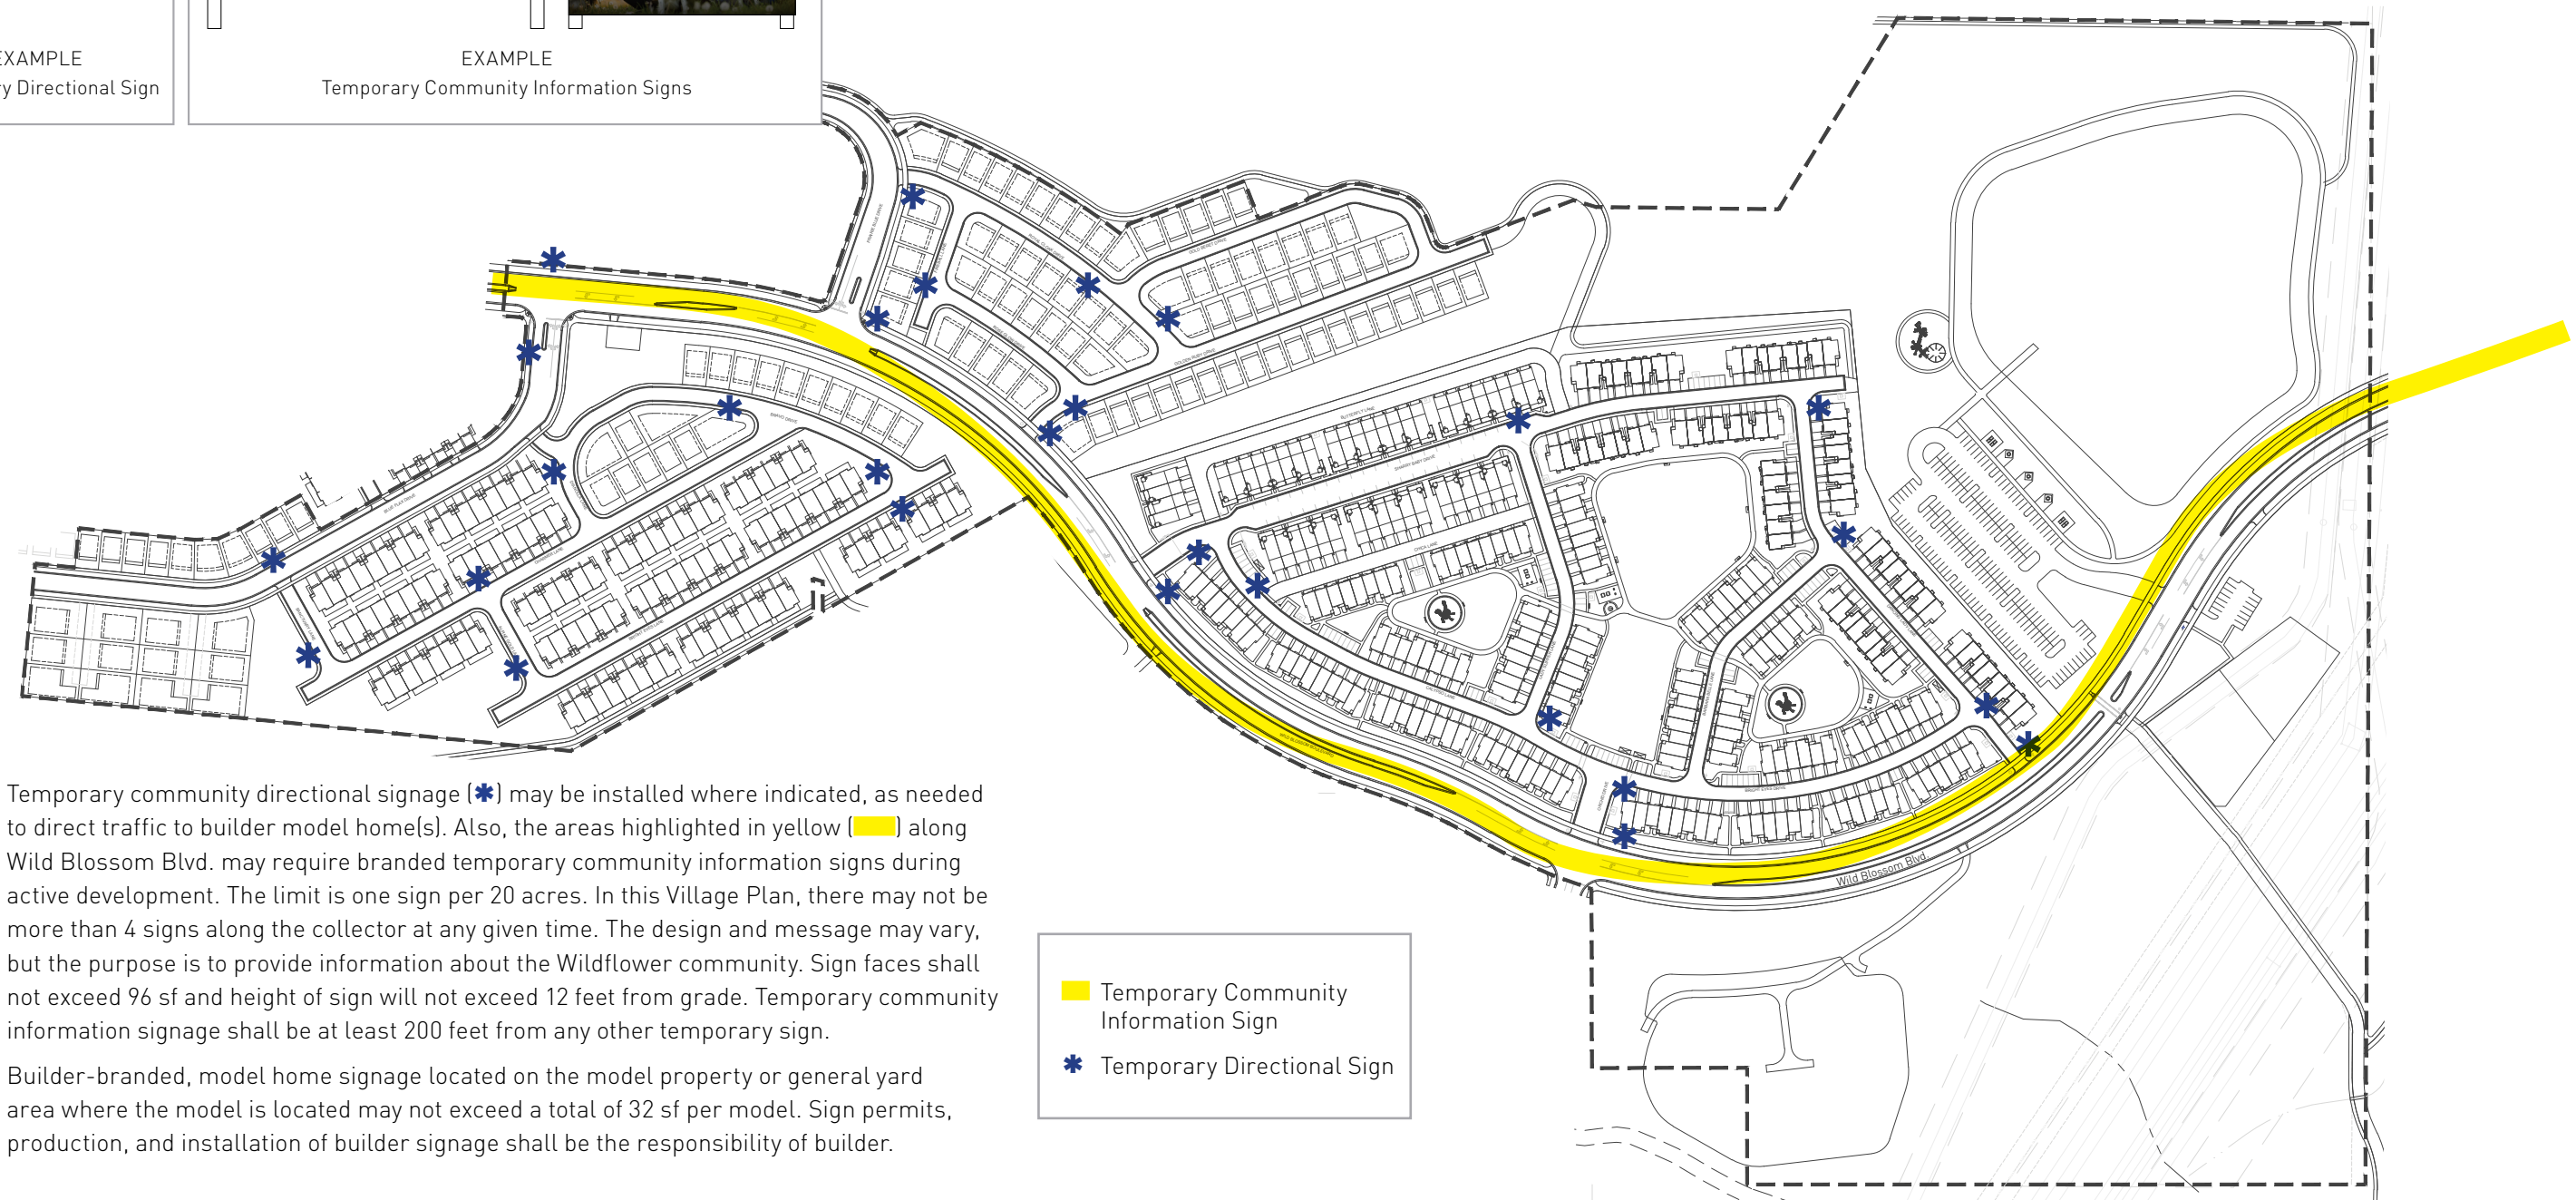 EXAMPLE
Directional Sign
EXAMPLE
Temporary Community Information Signs
Temporary community directional signage (✱) may be installed where indicated, as needed
to direct traffic to builder model home(s). Also, the areas highlighted in yellow ( ) along
Wild Blossom Blvd. may require branded temporary community information signs during
active development. The limit is one sign per 20 acres. In this Village Plan, there may not be
more than 4 signs along the collector at any given time. The design and message may vary,
but the purpose is to provide information about the Wildflower community. Sign faces shall
not exceed 96 sf and height of sign will not exceed 12 feet from grade. Temporary community
information signage shall be at least 200 feet from any other temporary sign.
Builder-branded, model home signage located on the model property or general yard
area where the model is located may not exceed a total of 32 sf per model. Sign permits,
production, and installation of builder signage shall be the responsibility of builder.
Temporary Community
Information Sign
Temporary Directional Sign
Wild Blossom Blvd.
WILD BLOSSOM BOULEVARD